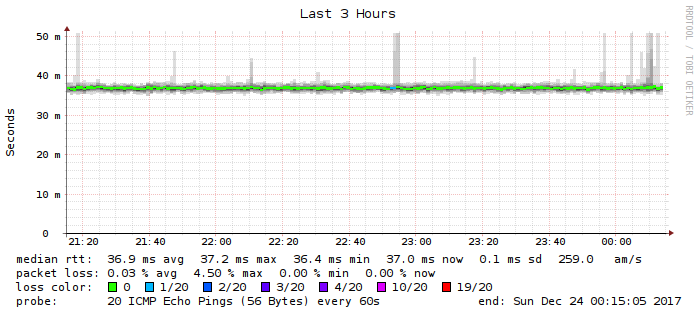 Last 3 Hours
RRDTOOL / TOBI OETIKER
Seconds
50 m
40 m
30 m
20 m
10 m
0
21:20 21:40 22:00 22:20 22:40 23:00 23:20 23:40 00:00
median rtt: 36.9 ms avg 37.2 ms max 36.4 ms min 37.0 ms now 0.1 ms sd 259.0 am/s
packet loss: 0.03 % avg 4.50 % max 0.00 % min 0.00 % now
loss color: 0 1/20 2/20 3/20 4/20 10/20 19/20
probe: 20 ICMP Echo Pings (56 Bytes) every 60s end: Sun Dec 24 00:15:05 2017